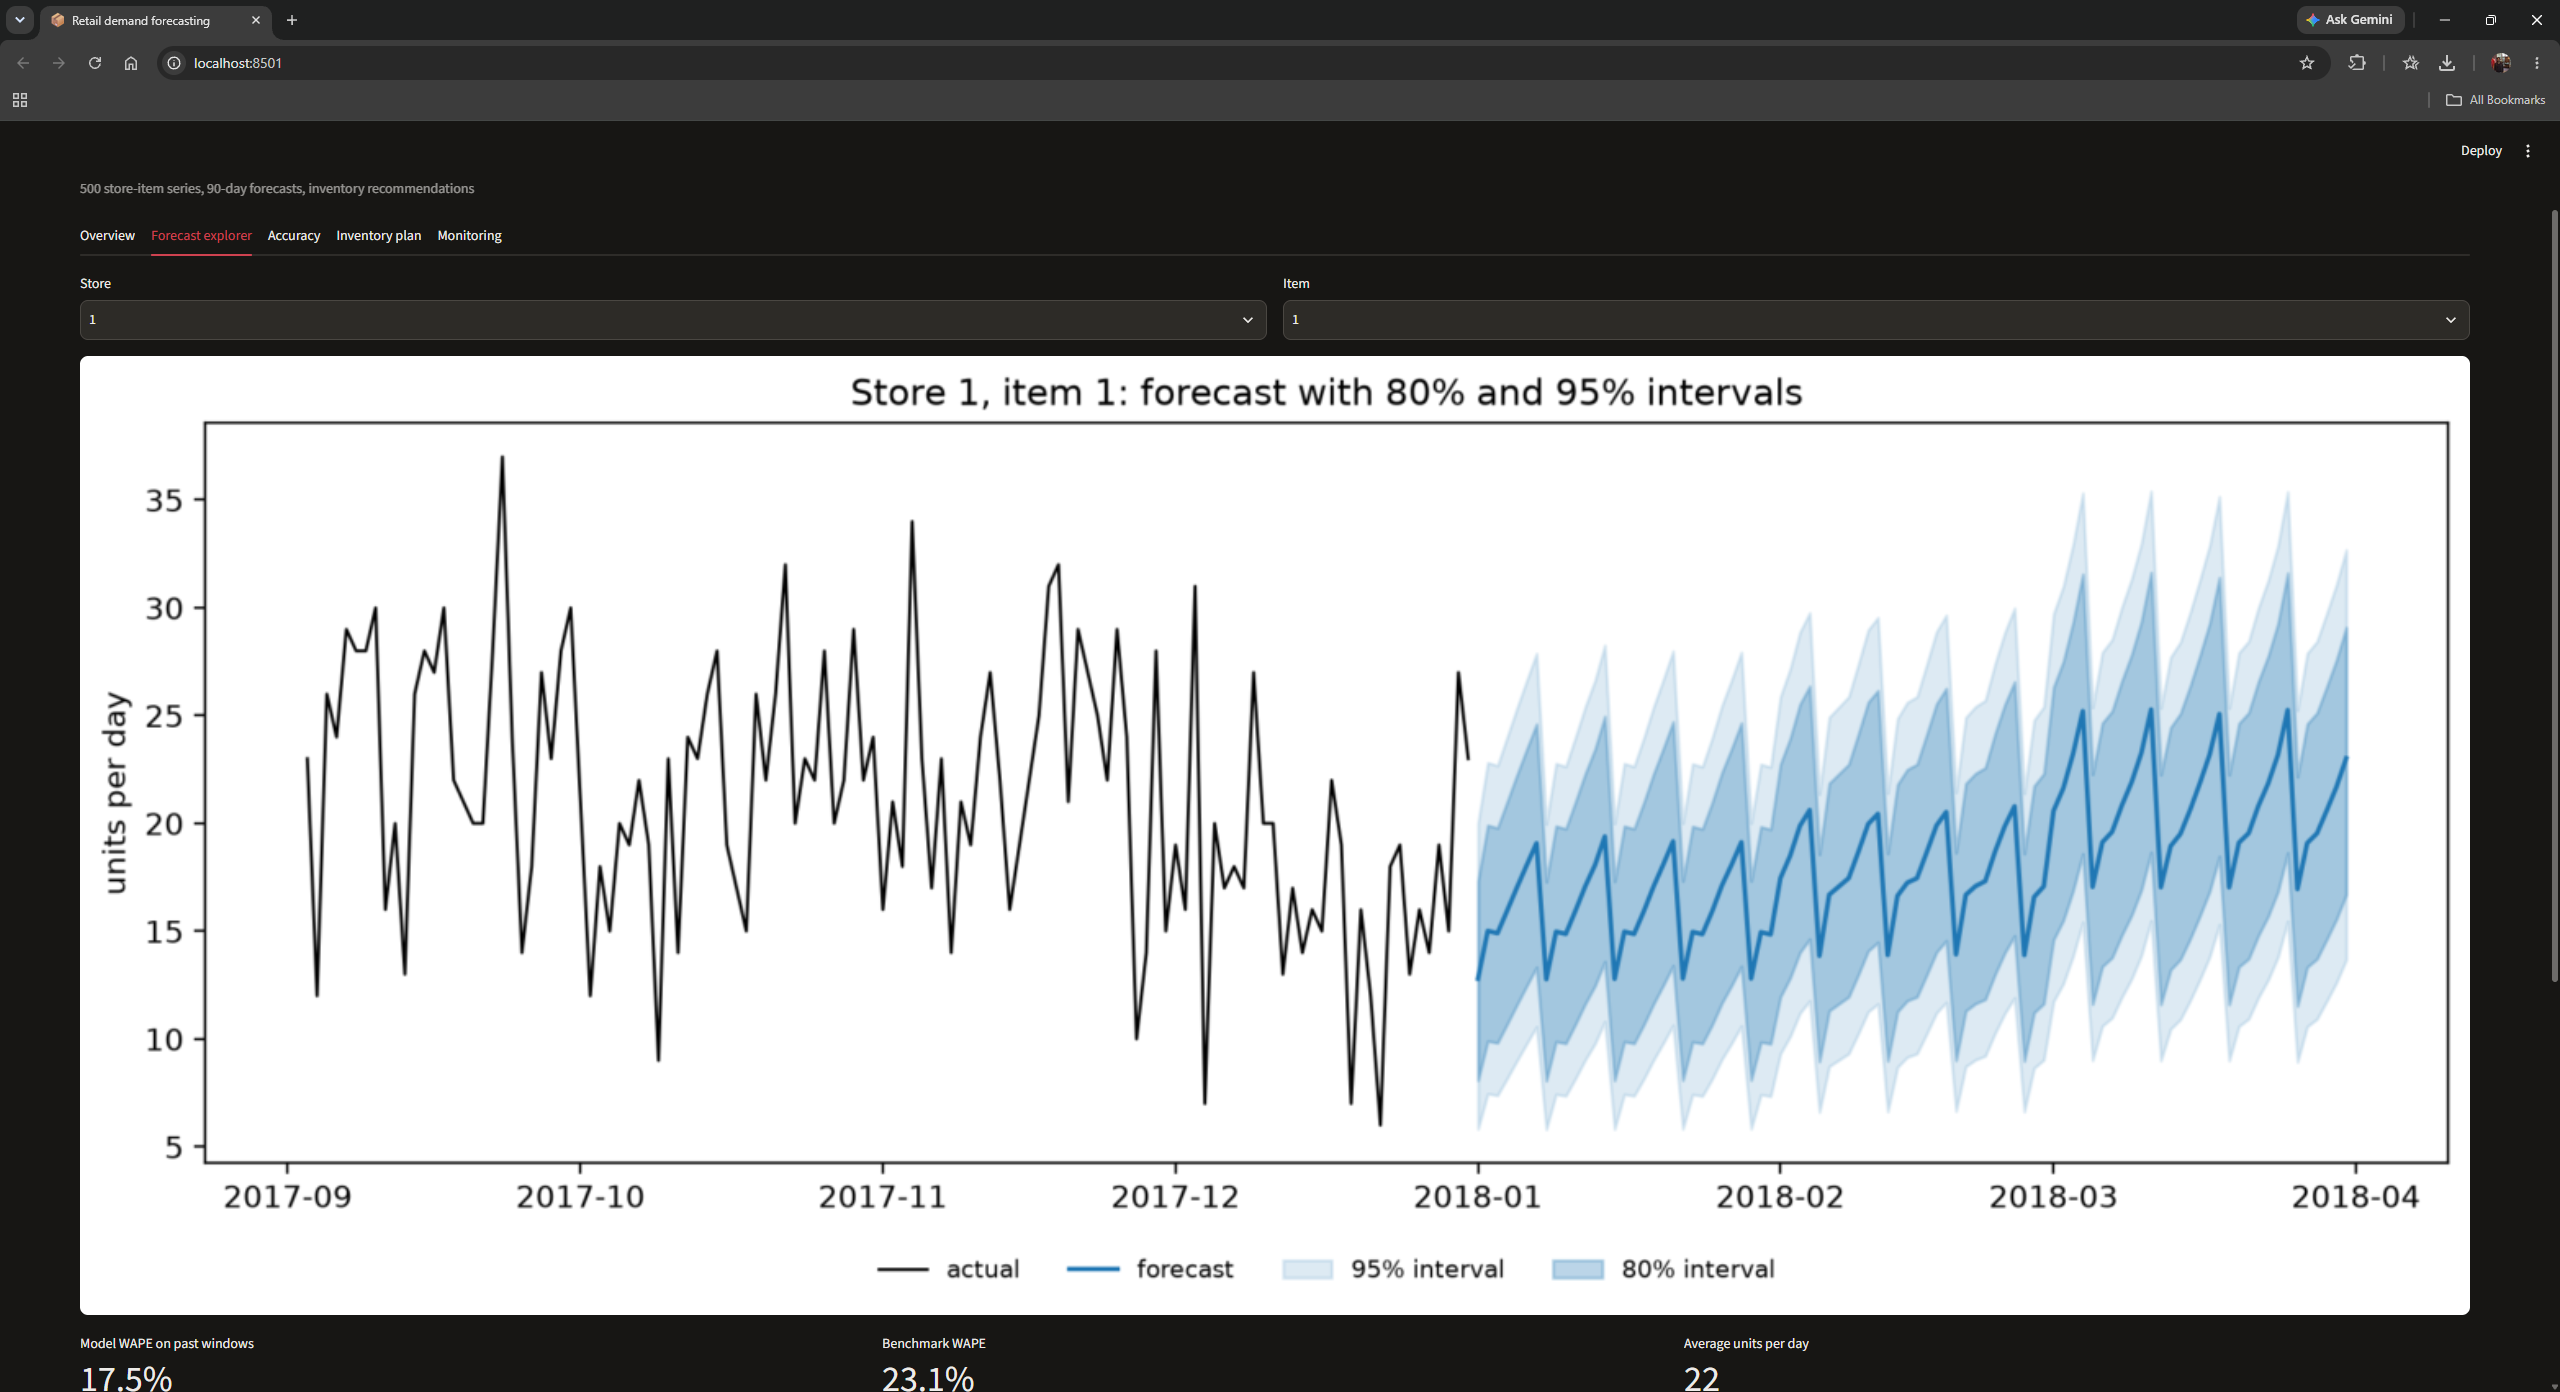 Retail demand forecasting
Ask Gemini
localhost:8501
All Bookmarks
Deploy
500 store-item series, 90-day forecasts, inventory recommendations
Overview Forecast explorer Accuracy Inventory plan Monitoring
Store Item
1 1
Store 1, item 1: forecast with 80% and 95% intervals
units per day
35
30
25
20
15
10
5
2017-09 2017-10 2017-11 2017-12 2018-01 2018-02 2018-03 2018-04
actual forecast 95% interval 80% interval
Model WAPE on past windows Benchmark WAPE Average units per day
17.5% 23.1% 22